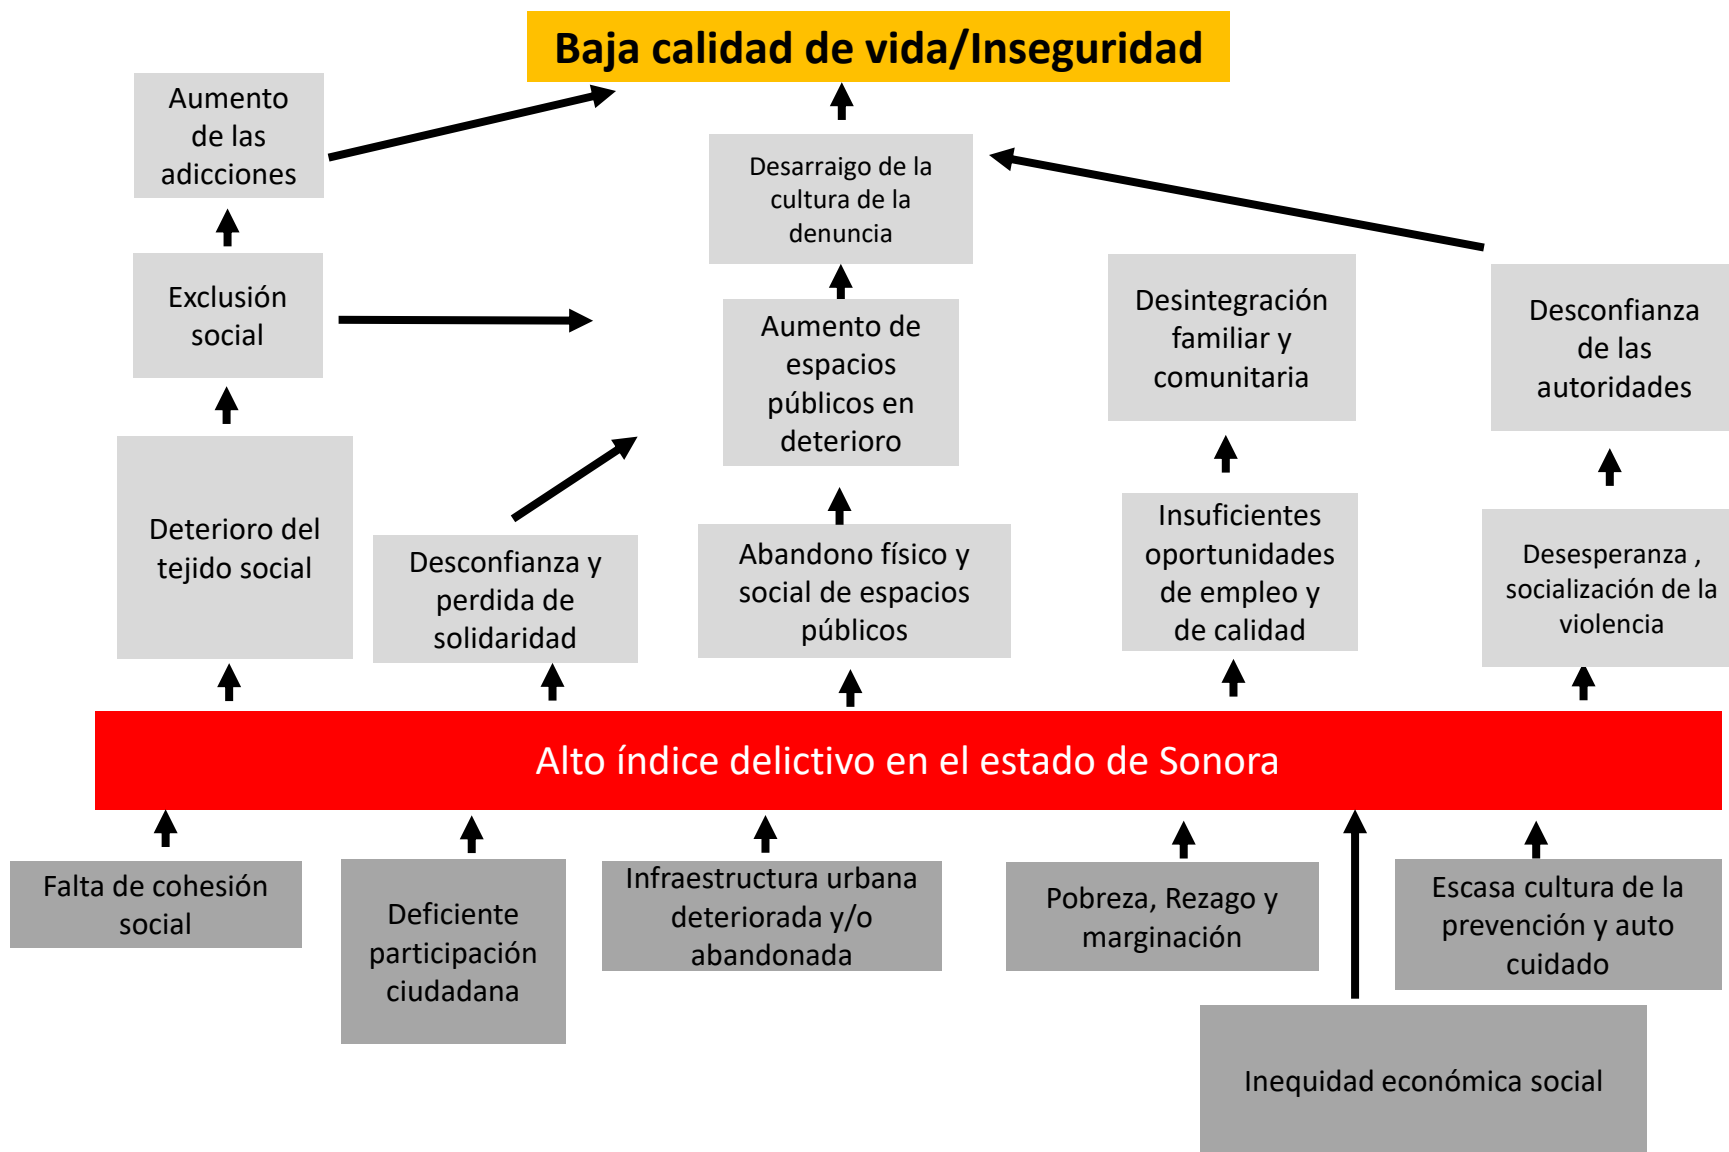 Baja calidad de vida/Inseguridad
Aumento
de las
adicciones
Desarraigo de la
cultura de la
denuncia
Exclusión
social
Aumento de
espacios
públicos en
deterioro
Desintegración
familiar y
comunitaria
Desconfianza
de las
autoridades
Deterioro del
tejido social
Desconfianza y
perdida de
solidaridad
Abandono físico y
social de espacios
públicos
Insuficientes
oportunidades
de empleo y
de calidad
Desesperanza ,
socialización de la
violencia
Alto índice delictivo en el estado de Sonora
Falta de cohesión
social
Deficiente
participación
ciudadana
Infraestructura urbana
deteriorada y/o
abandonada
Pobreza, Rezago y
marginación
Escasa cultura de la
prevención y auto
cuidado
Inequidad económica social